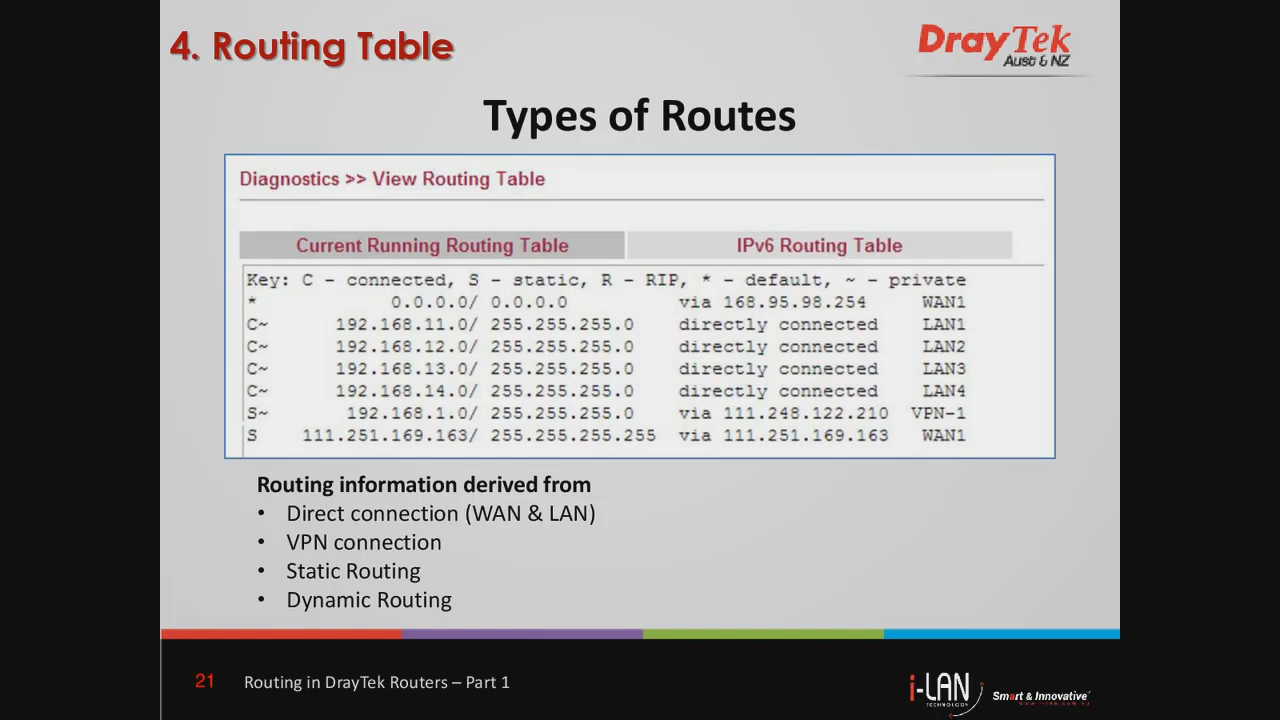 4. Routing Table
DrayTek
Aust & NZ
Types of Routes
Diagnostics >> View Routing Table
Current Running Routing Table IPv6 Routing Table
Key: C - connected, S - static, R - RIP, * - default, ~ - private
* 0.0.0.0/ 0.0.0.0 via 168.95.98.254 WAN1
C~ 192.168.11.0/ 255.255.255.0 directly connected LAN1
C~ 192.168.12.0/ 255.255.255.0 directly connected LAN2
C~ 192.168.13.0/ 255.255.255.0 directly connected LAN3
C~ 192.168.14.0/ 255.255.255.0 directly connected LAN4
S~ 192.168.1.0/ 255.255.255.0 via 111.248.122.210 VPN-1
S 111.251.169.163/ 255.255.255.255 via 111.251.169.163 WAN1
Routing information derived from
• Direct connection (WAN & LAN)
• VPN connection
• Static Routing
• Dynamic Routing
21 Routing in DrayTek Routers – Part 1
i-LAN
TECHNOLOGY
Smart & Innovative